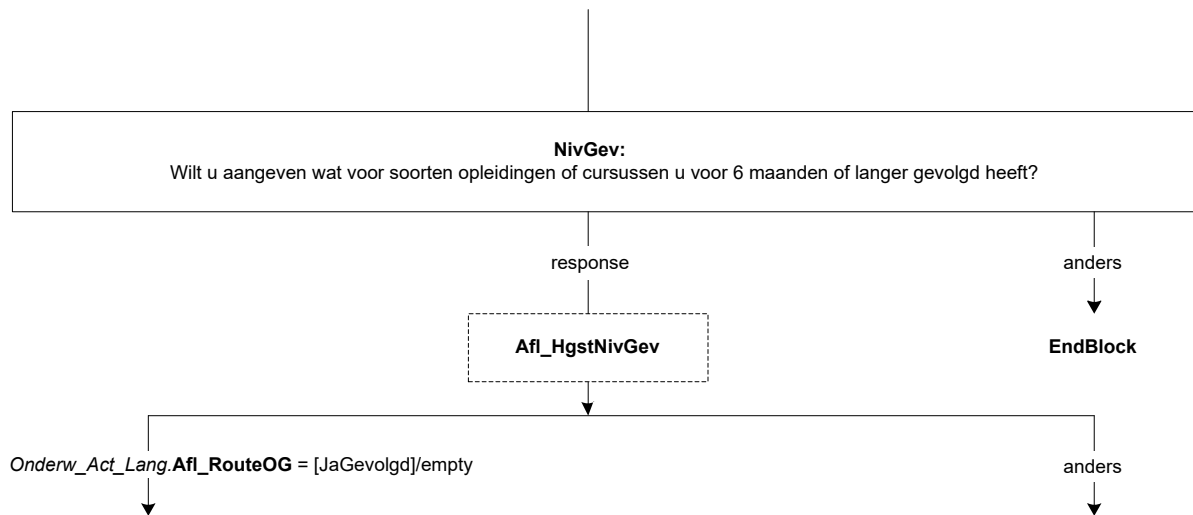 NivGev:
Wilt u aangeven wat voor soorten opleidingen of cursussen u voor 6 maanden of langer gevolgd heeft?
response
anders
Afl_HgstNivGev
EndBlock
Onderw_Act_Lang.Afl_RouteOG = [JaGevolgd]/empty
anders